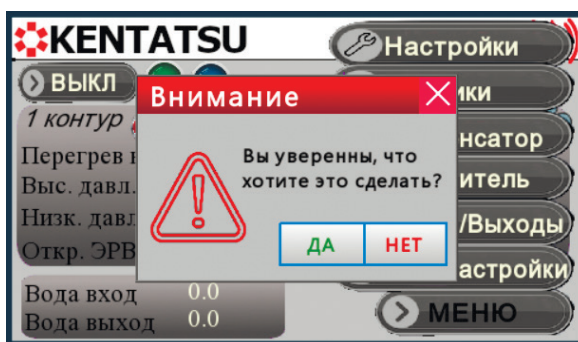 KENTATSU
Настройки
ВЫКЛ
Внимание
1 контур
нсатор
Перегрев
Вы уверенны, что
хотите это сделать?
итель
Выс. давл.
Низк. давл
/Выходы
ДА
НЕТ
Откр. ЭРВ
астройки
Вода вход 0.0
МЕНЮ
Вода выход 0.0